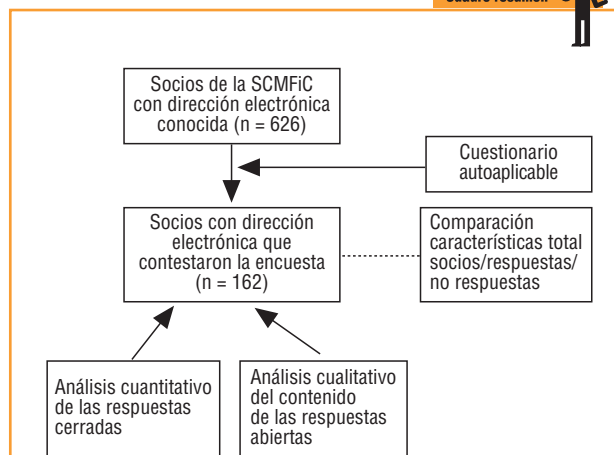 Socios de la SCMFiC
con dirección electrónica
conocida (n = 626)
Cuestionario
autoaplicable
Socios con dirección
electrónica que
contestaron la encuesta
(n = 162)
Comparación
características total
socios/respuestas/
no respuestas
Análisis cuantitativo
de las respuestas
cerradas
Análisis cualitativo
del contenido
de las respuestas
abiertas